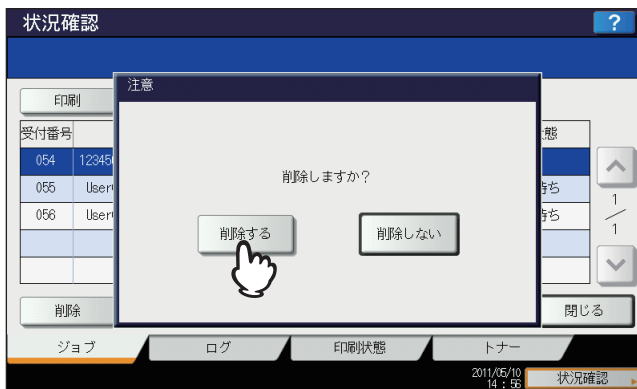 状況確認
?
注意
印刷
受付番号
態
054 12345
055 User
待ち
056 User
待ち
削除しますか?
削除する
削除しない
1
1
削除
閉じる
ジョブ
ログ
印刷状態
トナー
2011/05/10
14 : 56
状況確認